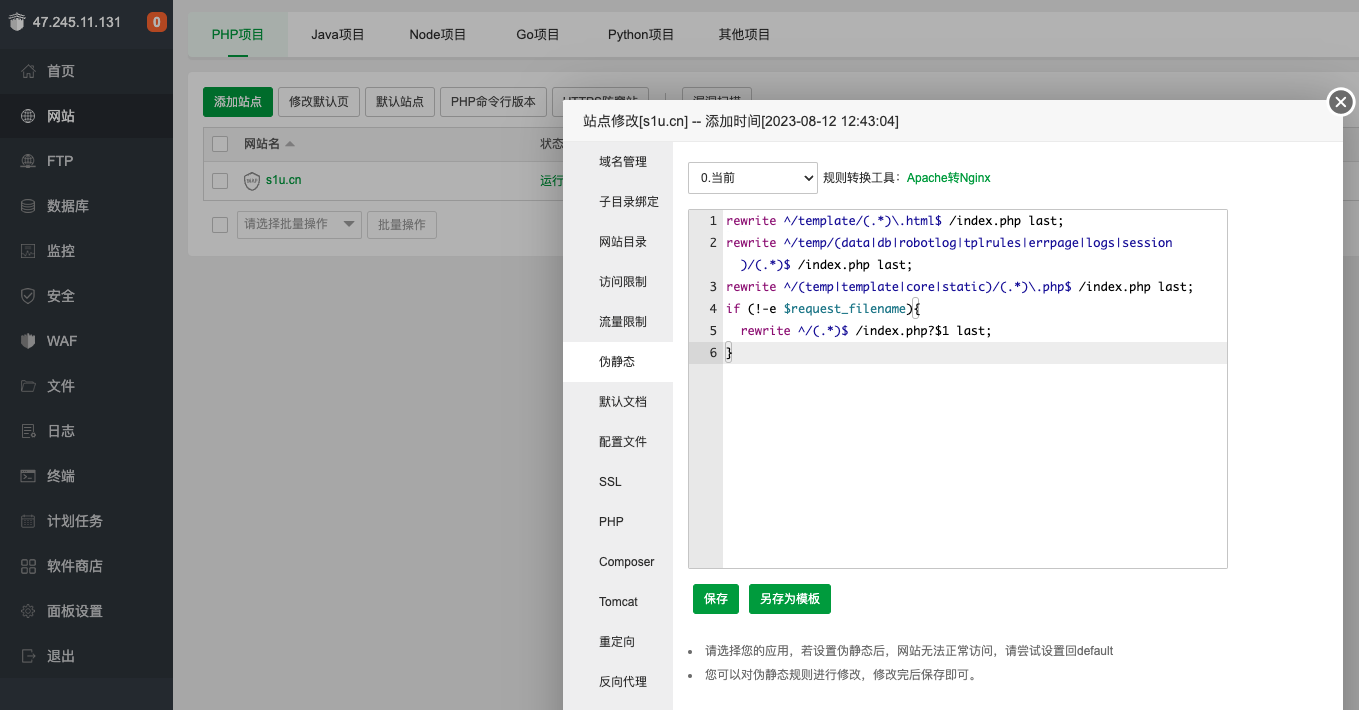 47.245.11.131
0
首页
网站
FTP
数据库
监控
安全
WAF
文件
日志
终端
计划任务
软件商店
面板设置
退出
PHP项目 Java项目 Node项目 Go项目 Python项目 其他项目
添加站点 修改默认页 默认站点 PHP命令行版本
网站名 状态
WAF s1u.cn 运行
请选择批量操作 批量操作
站点修改[s1u.cn] -- 添加时间[2023-08-12 12:43:04]
域名管理
子目录绑定
网站目录
访问限制
流量限制
伪静态
默认文档
配置文件
SSL
PHP
Composer
Tomcat
重定向
反向代理
0.当前 规则转换工具：Apache转Nginx
1 rewrite ^/template/(.*)\.html$ /index.php last;
2 rewrite ^/temp/(data|db|robotlog|tplrules|errpage|logs|session
)/(.*)$ /index.php last;
3 rewrite ^/(temp|template|core|static)/(.*)\.php$ /index.php last;
4 if (!-e $request_filename){
5 rewrite ^/(.*)$ /index.php?$1 last;
6 }
保存 另存为模板
请选择您的应用，若设置伪静态后，网站无法正常访问，请尝试设置回default
您可以对伪静态规则进行修改，修改完后保存即可。